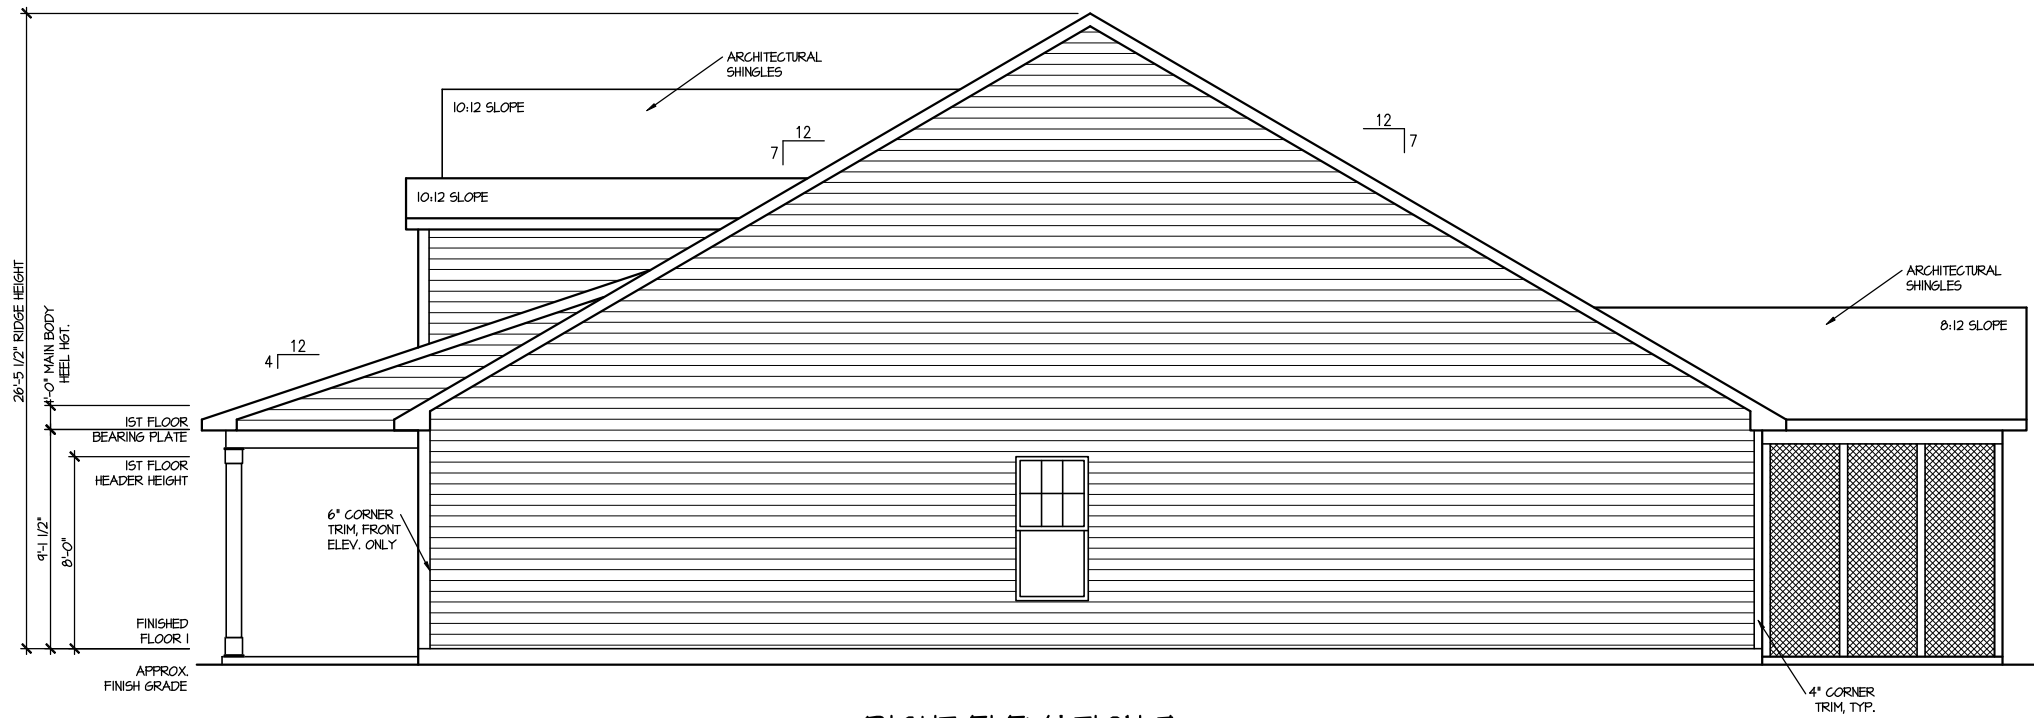 ARCHITECTURAL
SHINGLES
10:12 SLOPE
12
7
12
7
10:12 SLOPE
ARCHITECTURAL
SHINGLES
8:12 SLOPE
26'-5 1/2" RIDGE HEIGHT
1'-0" MAIN BODY
HEEL HGT.
12
4
1ST FLOOR
BEARING PLATE
1ST FLOOR
HEADER HEIGHT
9'-1 1/2"
8'-0"
6" CORNER
TRIM, FRONT
ELEV. ONLY
FINISHED
FLOOR 1
APPROX.
FINISH GRADE
4" CORNER
TRIM, TYP.